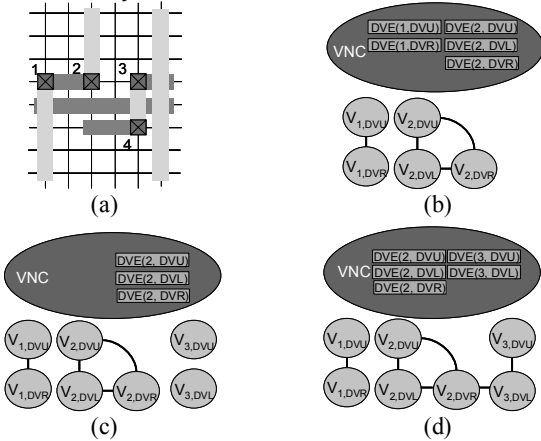 1 2 3
4
(a)
DVE(1,DVU) DVE(2, DVU)
VNC DVE(1,DVR) DVE(2, DVL)
DVE(2, DVR)
V1,DVU V2,DVU
V1,DVR V2,DVL V2,DVR
(b)
DVE(2, DVU)
VNC DVE(2, DVL)
DVE(2, DVR)
V1,DVU V2,DVU V3,DVU
V1,DVR V2,DVL V2,DVR V3,DVL
(c)
DVE(2, DVU) DVE(3, DVU)
VNC DVE(2, DVL) DVE(3, DVL)
DVE(2, DVR)
V1,DVU V2,DVU V3,DVU
V1,DVR V2,DVL V2,DVR V3,DVL
(d)